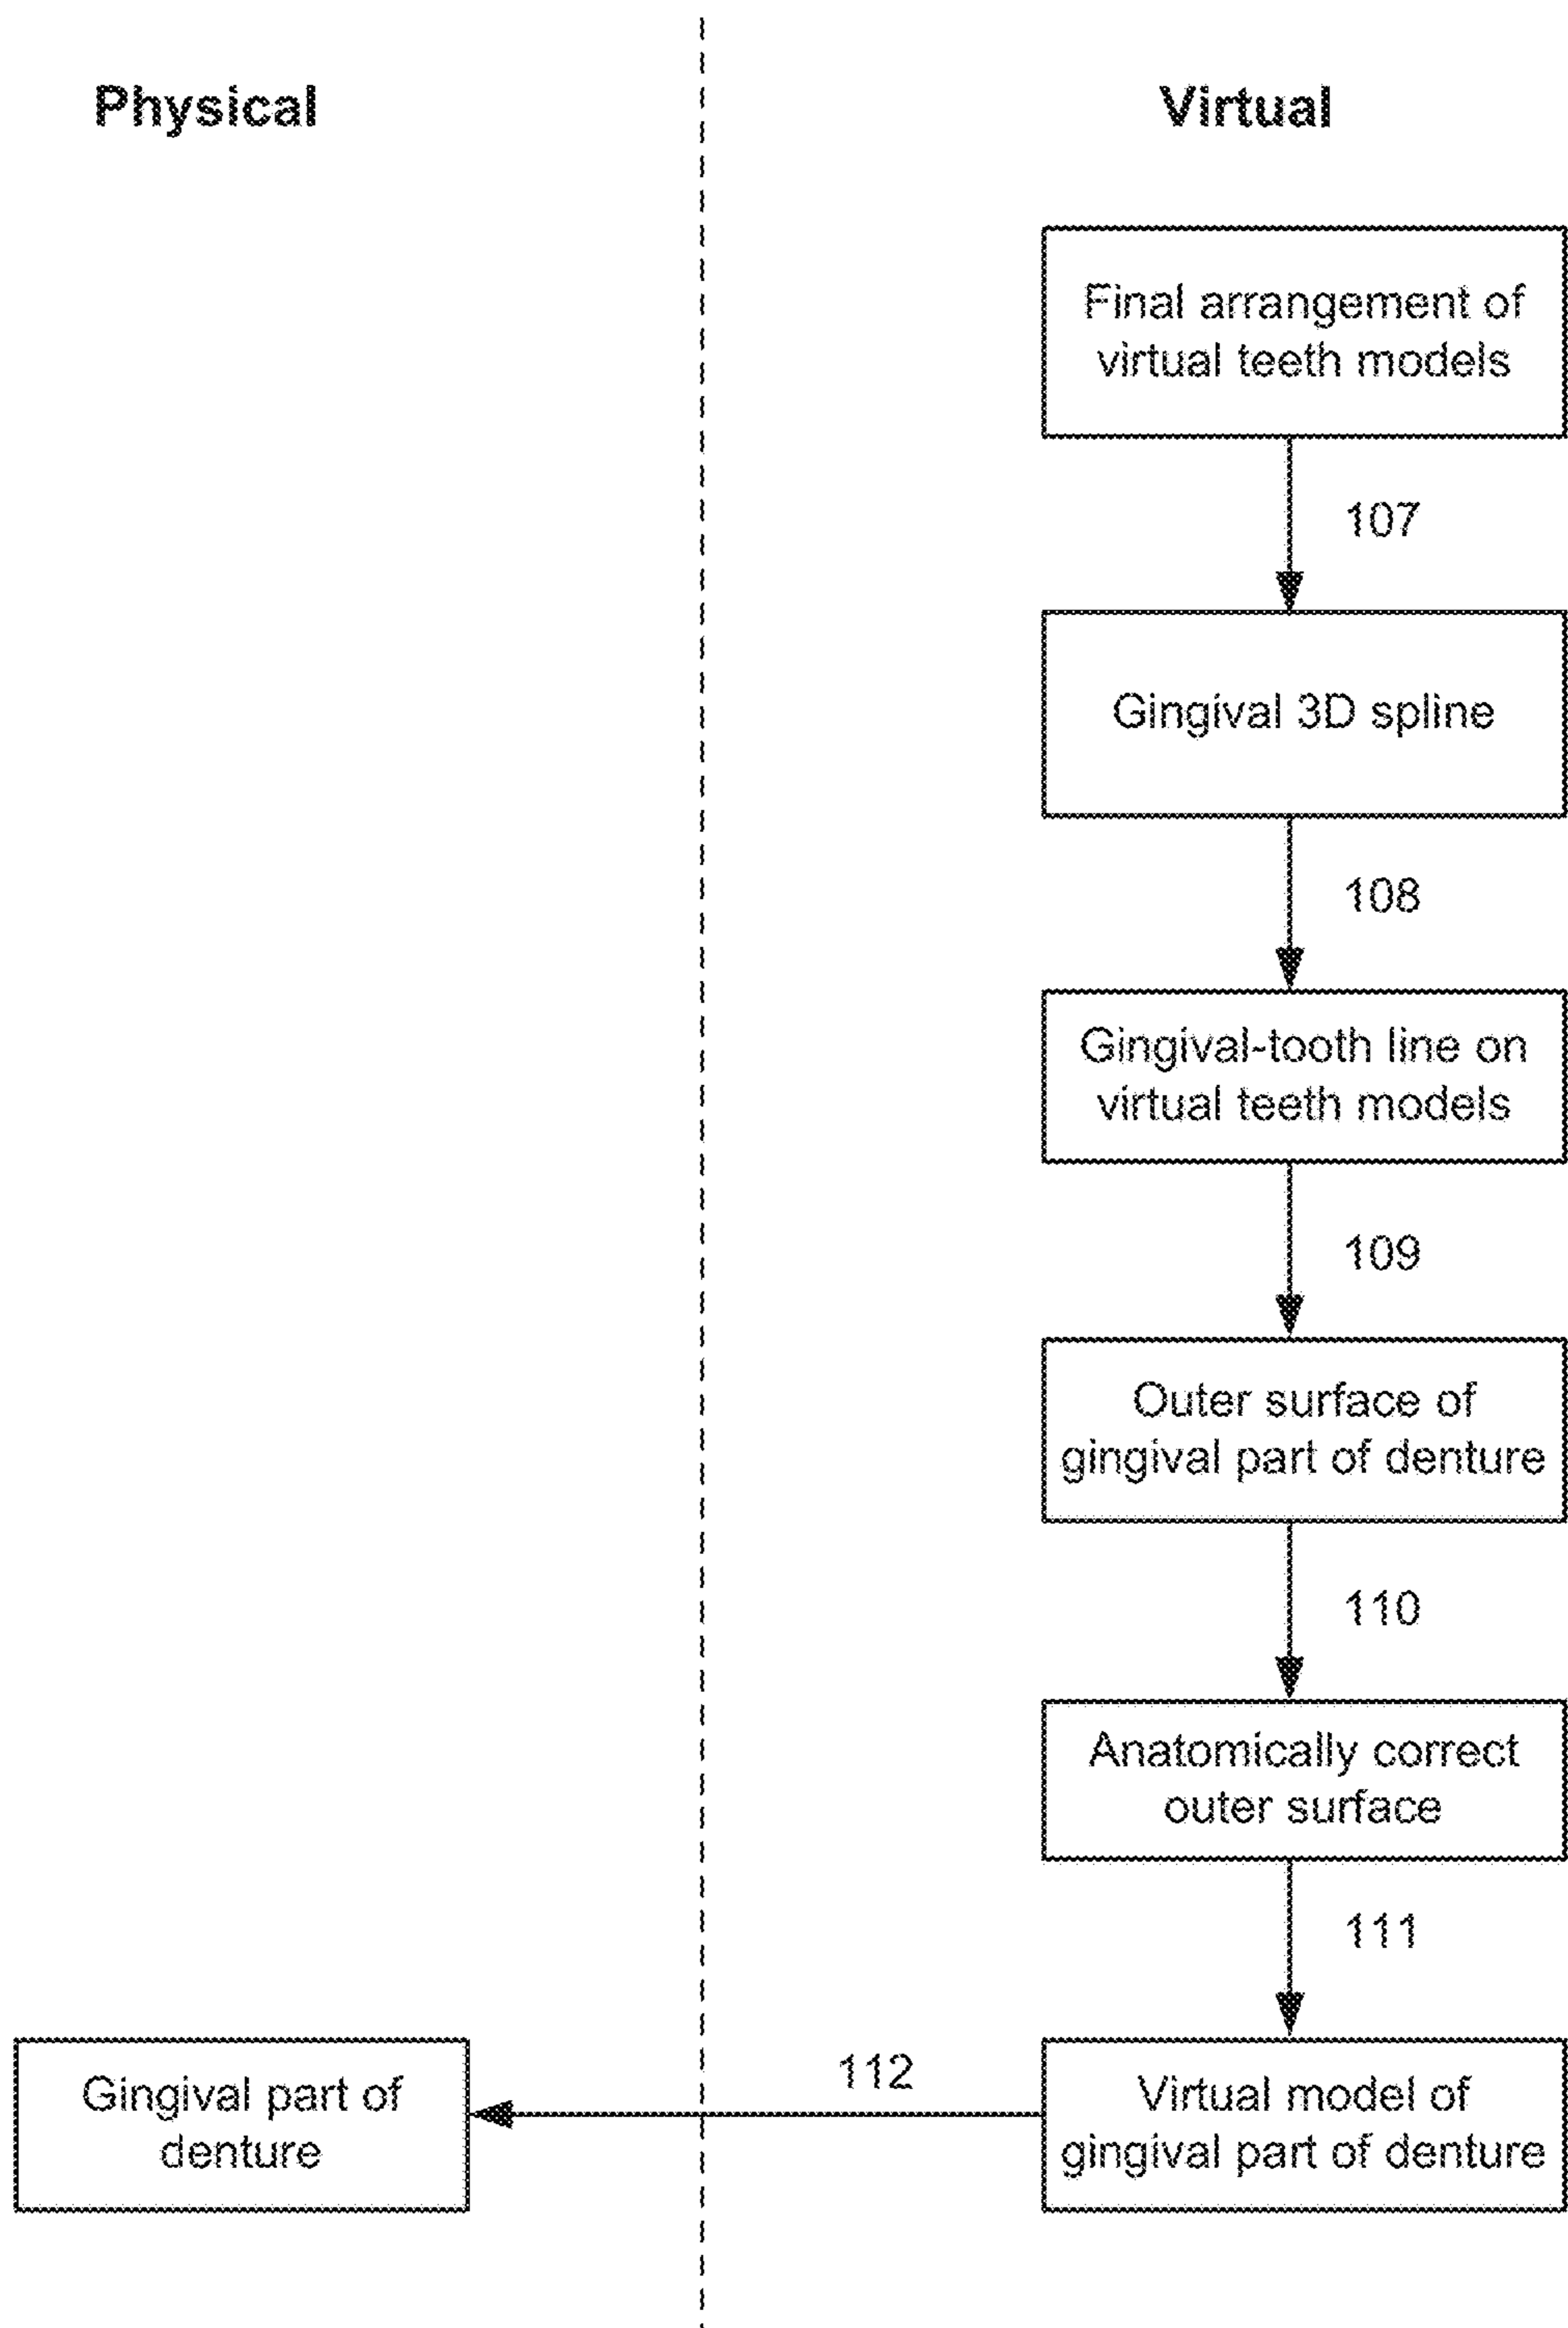 Physical
Virtual
Final arrangement of
virtual teeth models
107
Gingival 3D spline
108
Gingival-tooth line on
virtual teeth models
109
Outer surface of
gingival part of denture
110
Anatomically correct
outer surface
111
Gingival part of
denture
112
Virtual model of
gingival part of denture